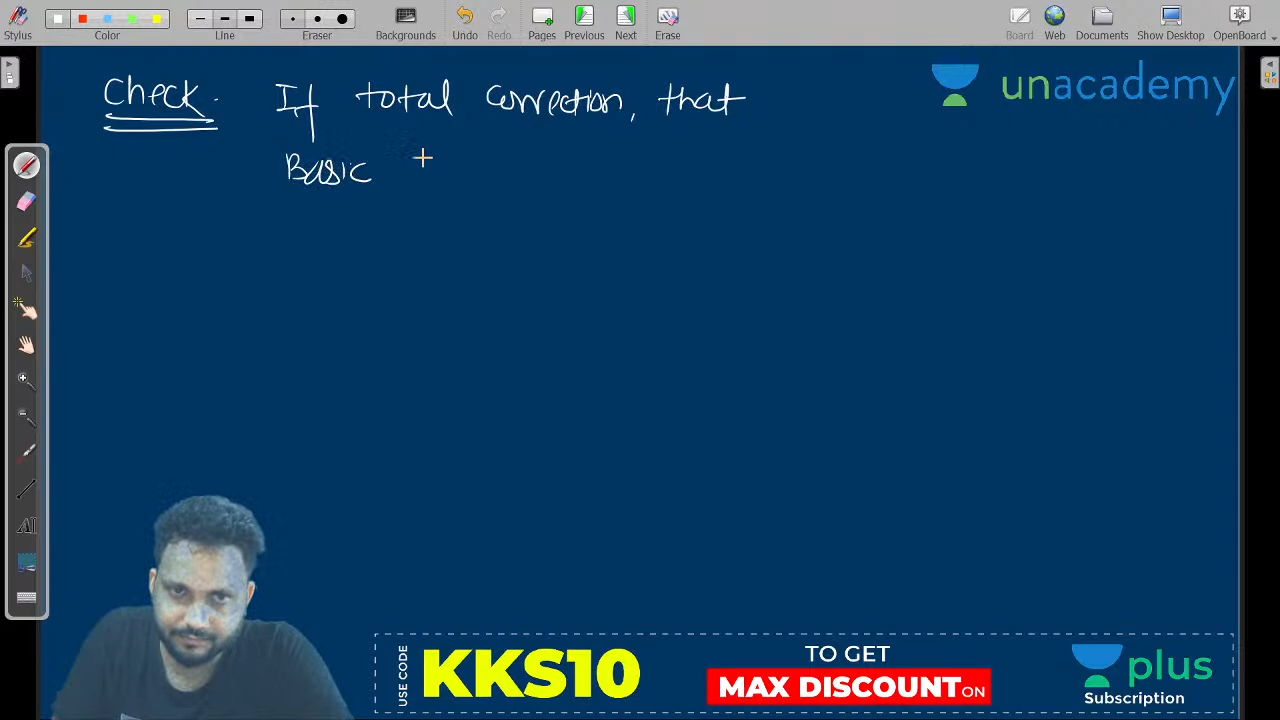 Stylus
Color
Line
Eraser
Backgrounds
Undo
Redo
Pages
Previous
Next
Erase
Board
Web
Documents
Show Desktop
OpenBoard
Check. If total correction, that
Basic
unacademy
USE CODE
KKS10
TO GET
MAX DISCOUNT ON
plus
Subscription